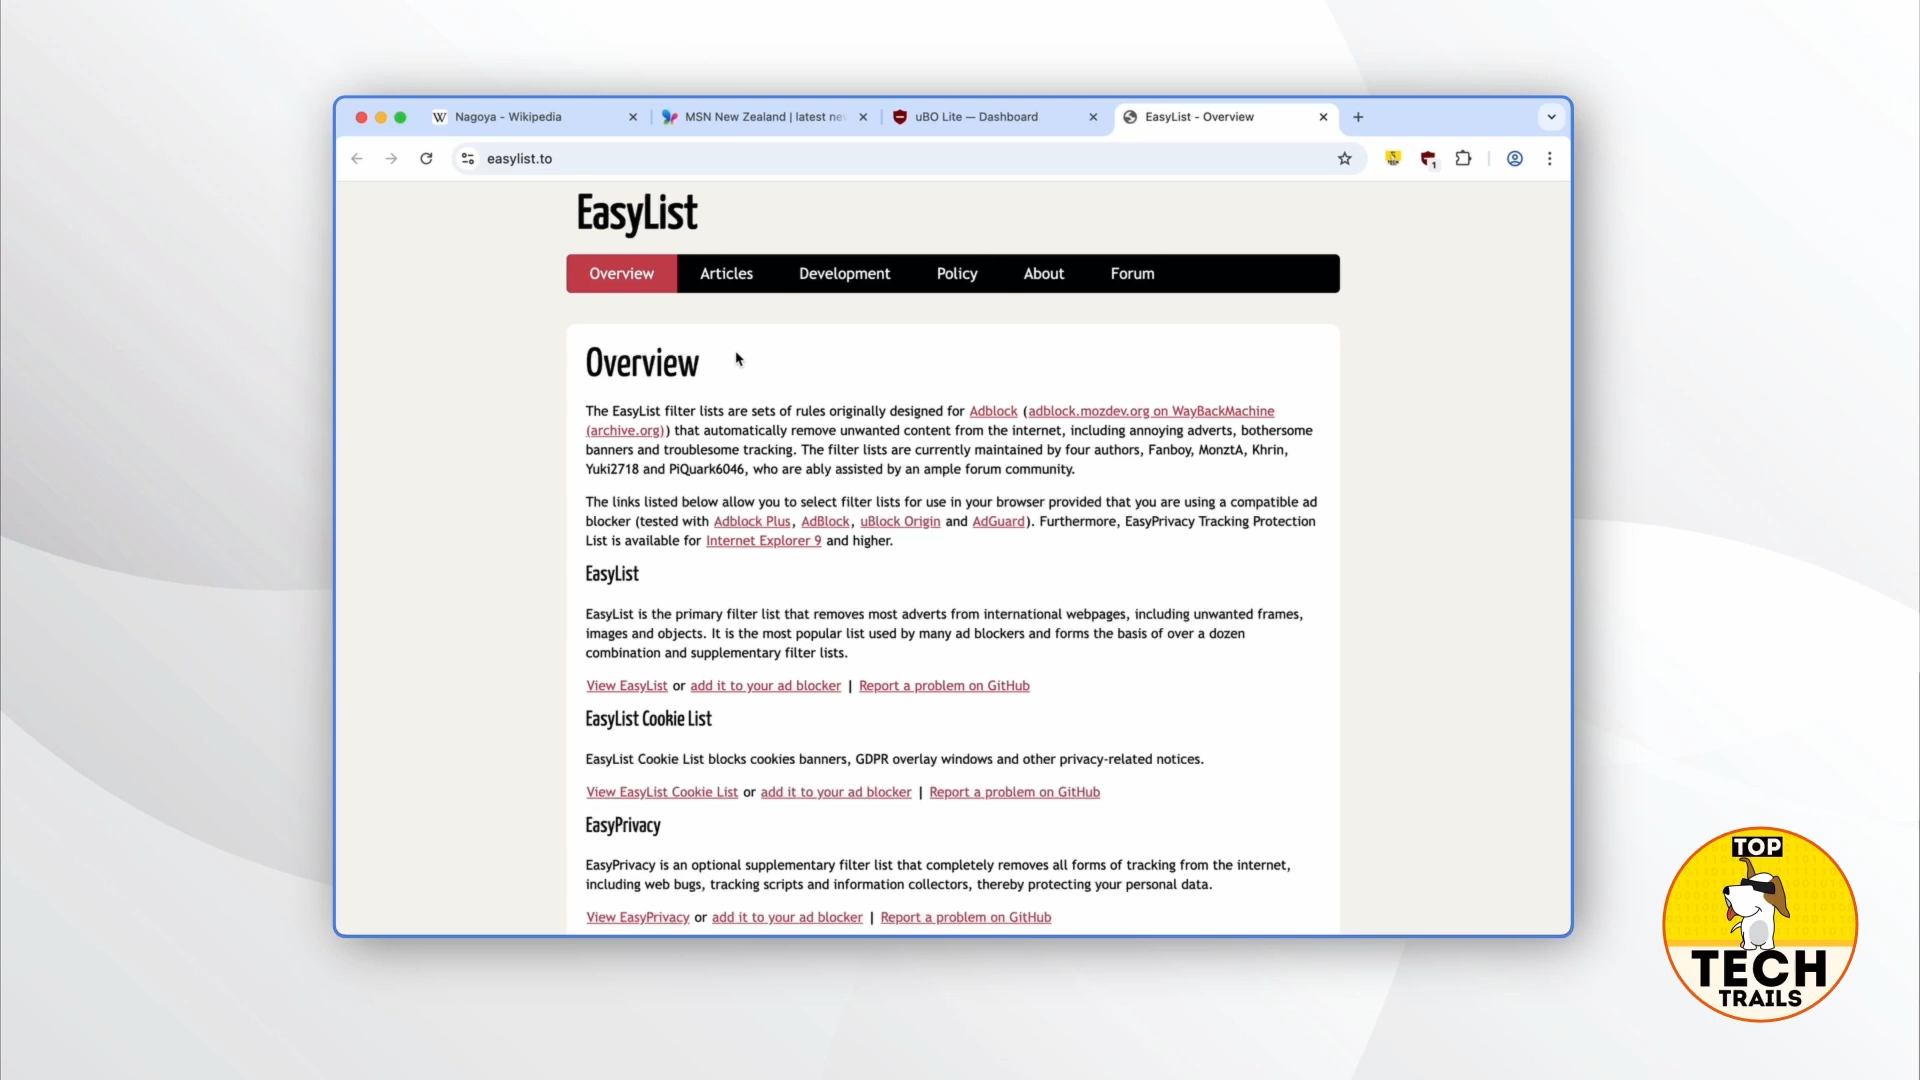 Nagoya - Wikipedia
MSN New Zealand | latest ne
uBO Lite — Dashboard
EasyList - Overview
easylist.to
1
EasyList
Overview
Articles
Development
Policy
About
Forum
Overview
The EasyList filter lists are sets of rules originally designed for Adblock (adblock.mozdev.org on WayBackMachine
(archive.org)) that automatically remove unwanted content from the internet, including annoying adverts, bothersome
banners and troublesome tracking. The filter lists are currently maintained by four authors, Fanboy, MonztA, Khrin,
Yuki2718 and PiQuark6046, who are ably assisted by an ample forum community.
The links listed below allow you to select filter lists for use in your browser provided that you are using a compatible ad
blocker (tested with Adblock Plus, AdBlock, uBlock Origin and AdGuard). Furthermore, EasyPrivacy Tracking Protection
List is available for Internet Explorer 9 and higher.
EasyList
EasyList is the primary filter list that removes most adverts from international webpages, including unwanted frames,
images and objects. It is the most popular list used by many ad blockers and forms the basis of over a dozen
combination and supplementary filter lists.
View EasyList or add it to your ad blocker | Report a problem on GitHub
EasyList Cookie List
EasyList Cookie List blocks cookies banners, GDPR overlay windows and other privacy-related notices.
View EasyList Cookie List or add it to your ad blocker | Report a problem on GitHub
EasyPrivacy
EasyPrivacy is an optional supplementary filter list that completely removes all forms of tracking from the internet,
including web bugs, tracking scripts and information collectors, thereby protecting your personal data.
View EasyPrivacy or add it to your ad blocker | Report a problem on GitHub
TOP
TECH
TRAILS